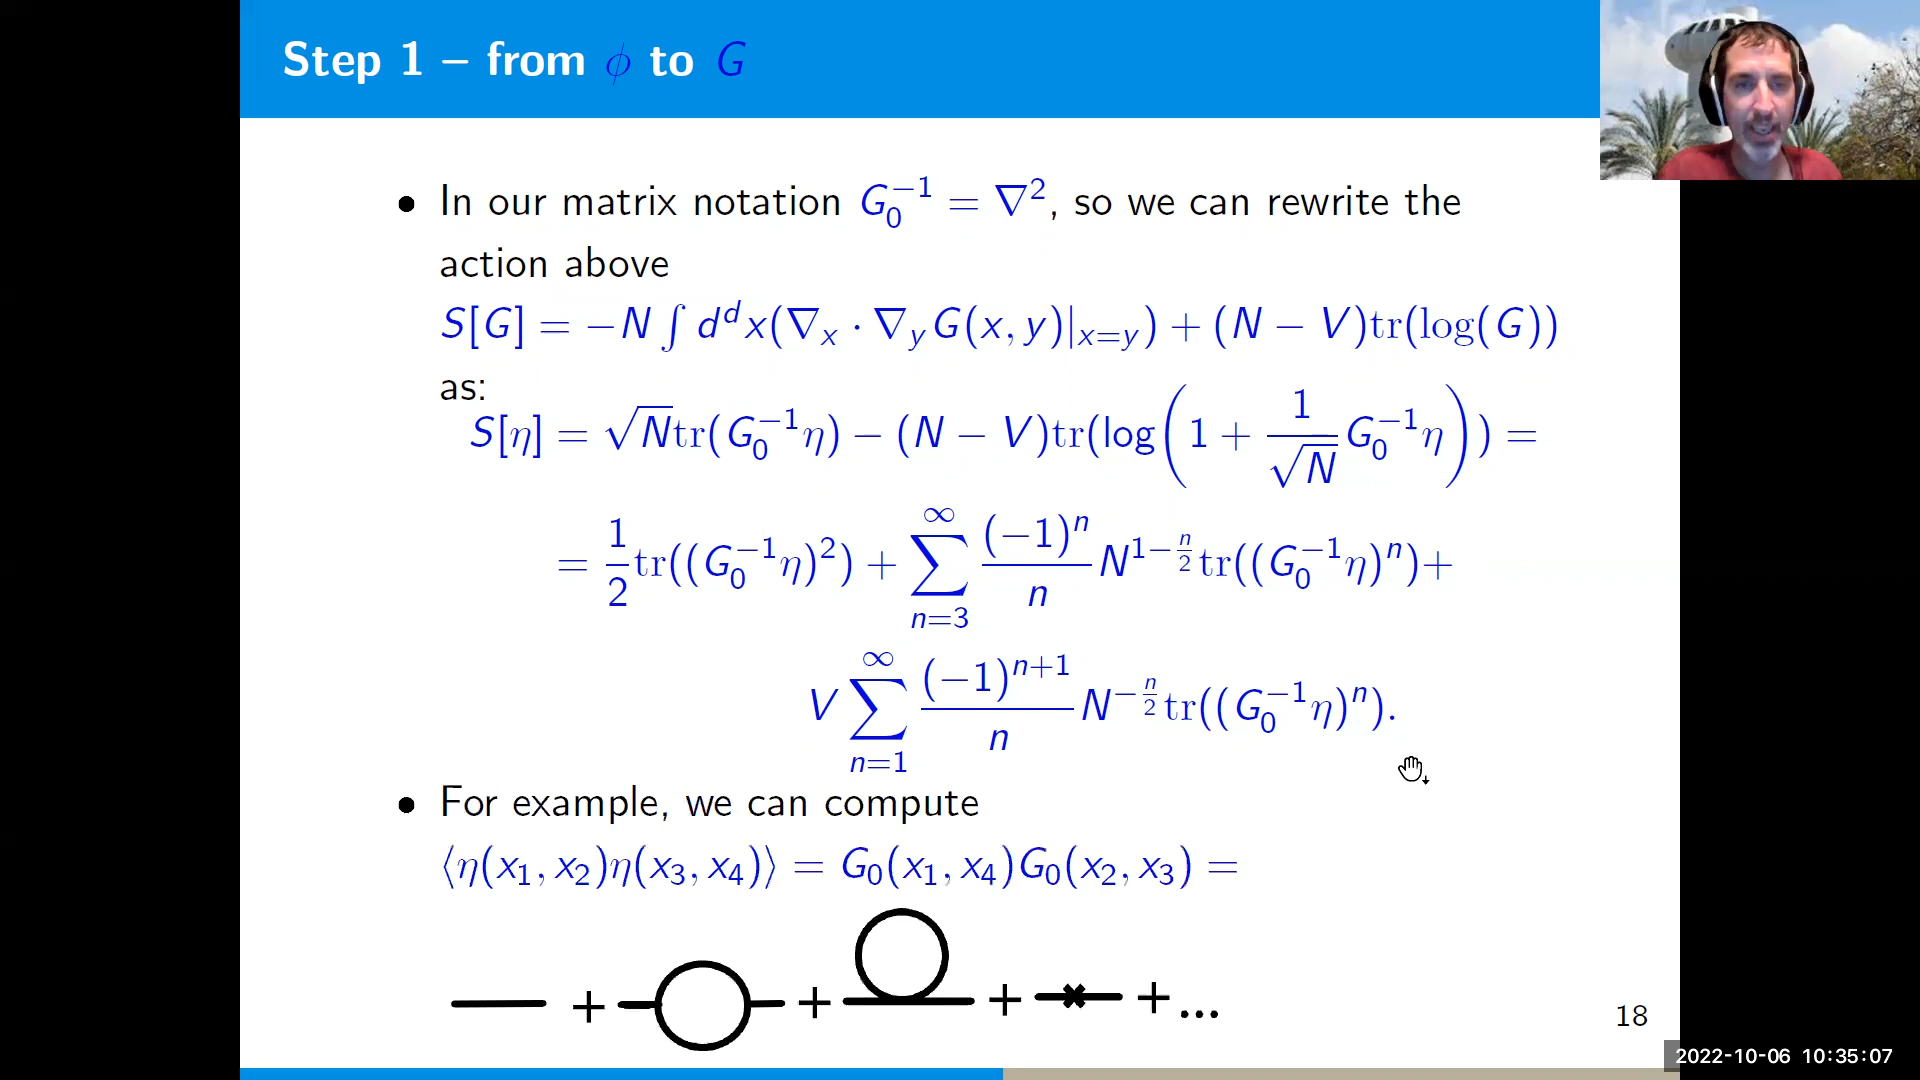 Step 1 – from ϕ to G
• In our matrix notation G₀⁻¹ = ∇², so we can rewrite the
action above
S[G] = −N ∫ dᵈx(∇ₓ · ∇_y G(x, y)|ₓ₌y) + (N − V)tr(log(G))
as:
S[η] = √N tr(G₀⁻¹η) − (N − V)tr(log(1 + 1/√N G₀⁻¹η)) =
= 1/2 tr((G₀⁻¹η)²) + ∑_{n=3}^{∞} (−1)ⁿ/n N^{1−n/2} tr((G₀⁻¹η)ⁿ)+
V ∑_{n=1}^{∞} (−1)ⁿ⁺¹/n N^{−n/2} tr((G₀⁻¹η)ⁿ).
• For example, we can compute
⟨η(x₁, x₂)η(x₃, x₄)⟩ = G₀(x₁, x₄)G₀(x₂, x₃) =
+ + + + ...
18
2022-10-06 10:35:07